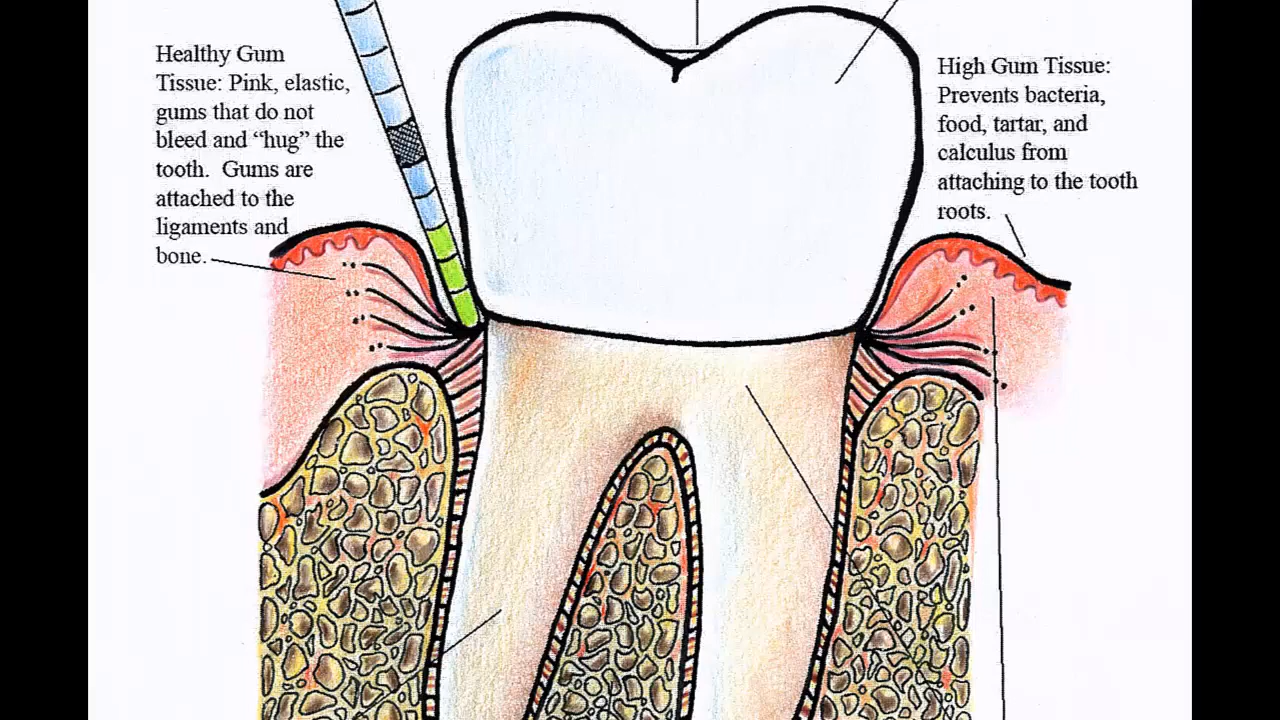 Healthy Gum
Tissue: Pink, elastic,
gums that do not
bleed and “hug” the
tooth.  Gums are
attached to the
ligaments and
bone.
High Gum Tissue:
Prevents bacteria,
food, tartar, and
calculus from
attaching to the tooth
roots.